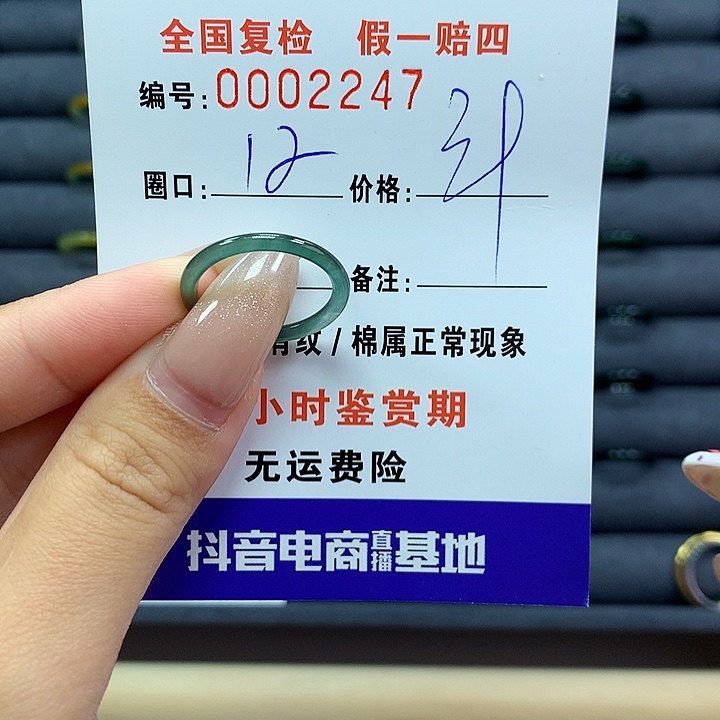 全国复检 假一赔四
编号:0002247
圈口: 12 价格:
备注:
有纹/棉属正常现象
小时鉴赏期
无运费险
抖音电商直播基地